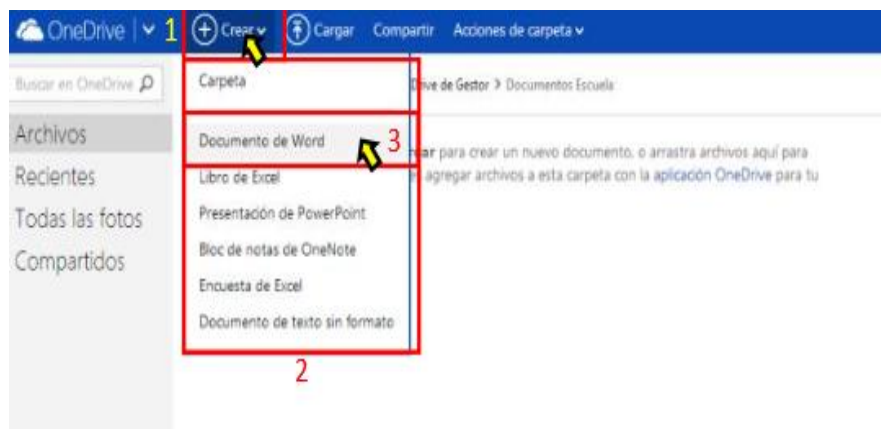 OneDrive 1 Crear Cargar Compartir Acciones de carpeta
Buscar en OneDrive
Carpeta
Drive de Gestor > Documentos Escuela
Archivos
Documento de Word 3
ear para crear un nuevo documento, o arrastra archivos aquí para
Recientes
Libro de Excel
agregar archivos a esta carpeta con la aplicación OneDrive para tu
Todas las fotos
Presentación de PowerPoint
Compartidos
Bloc de notas de OneNote
Encuesta de Excel
Documento de texto sin formato
2